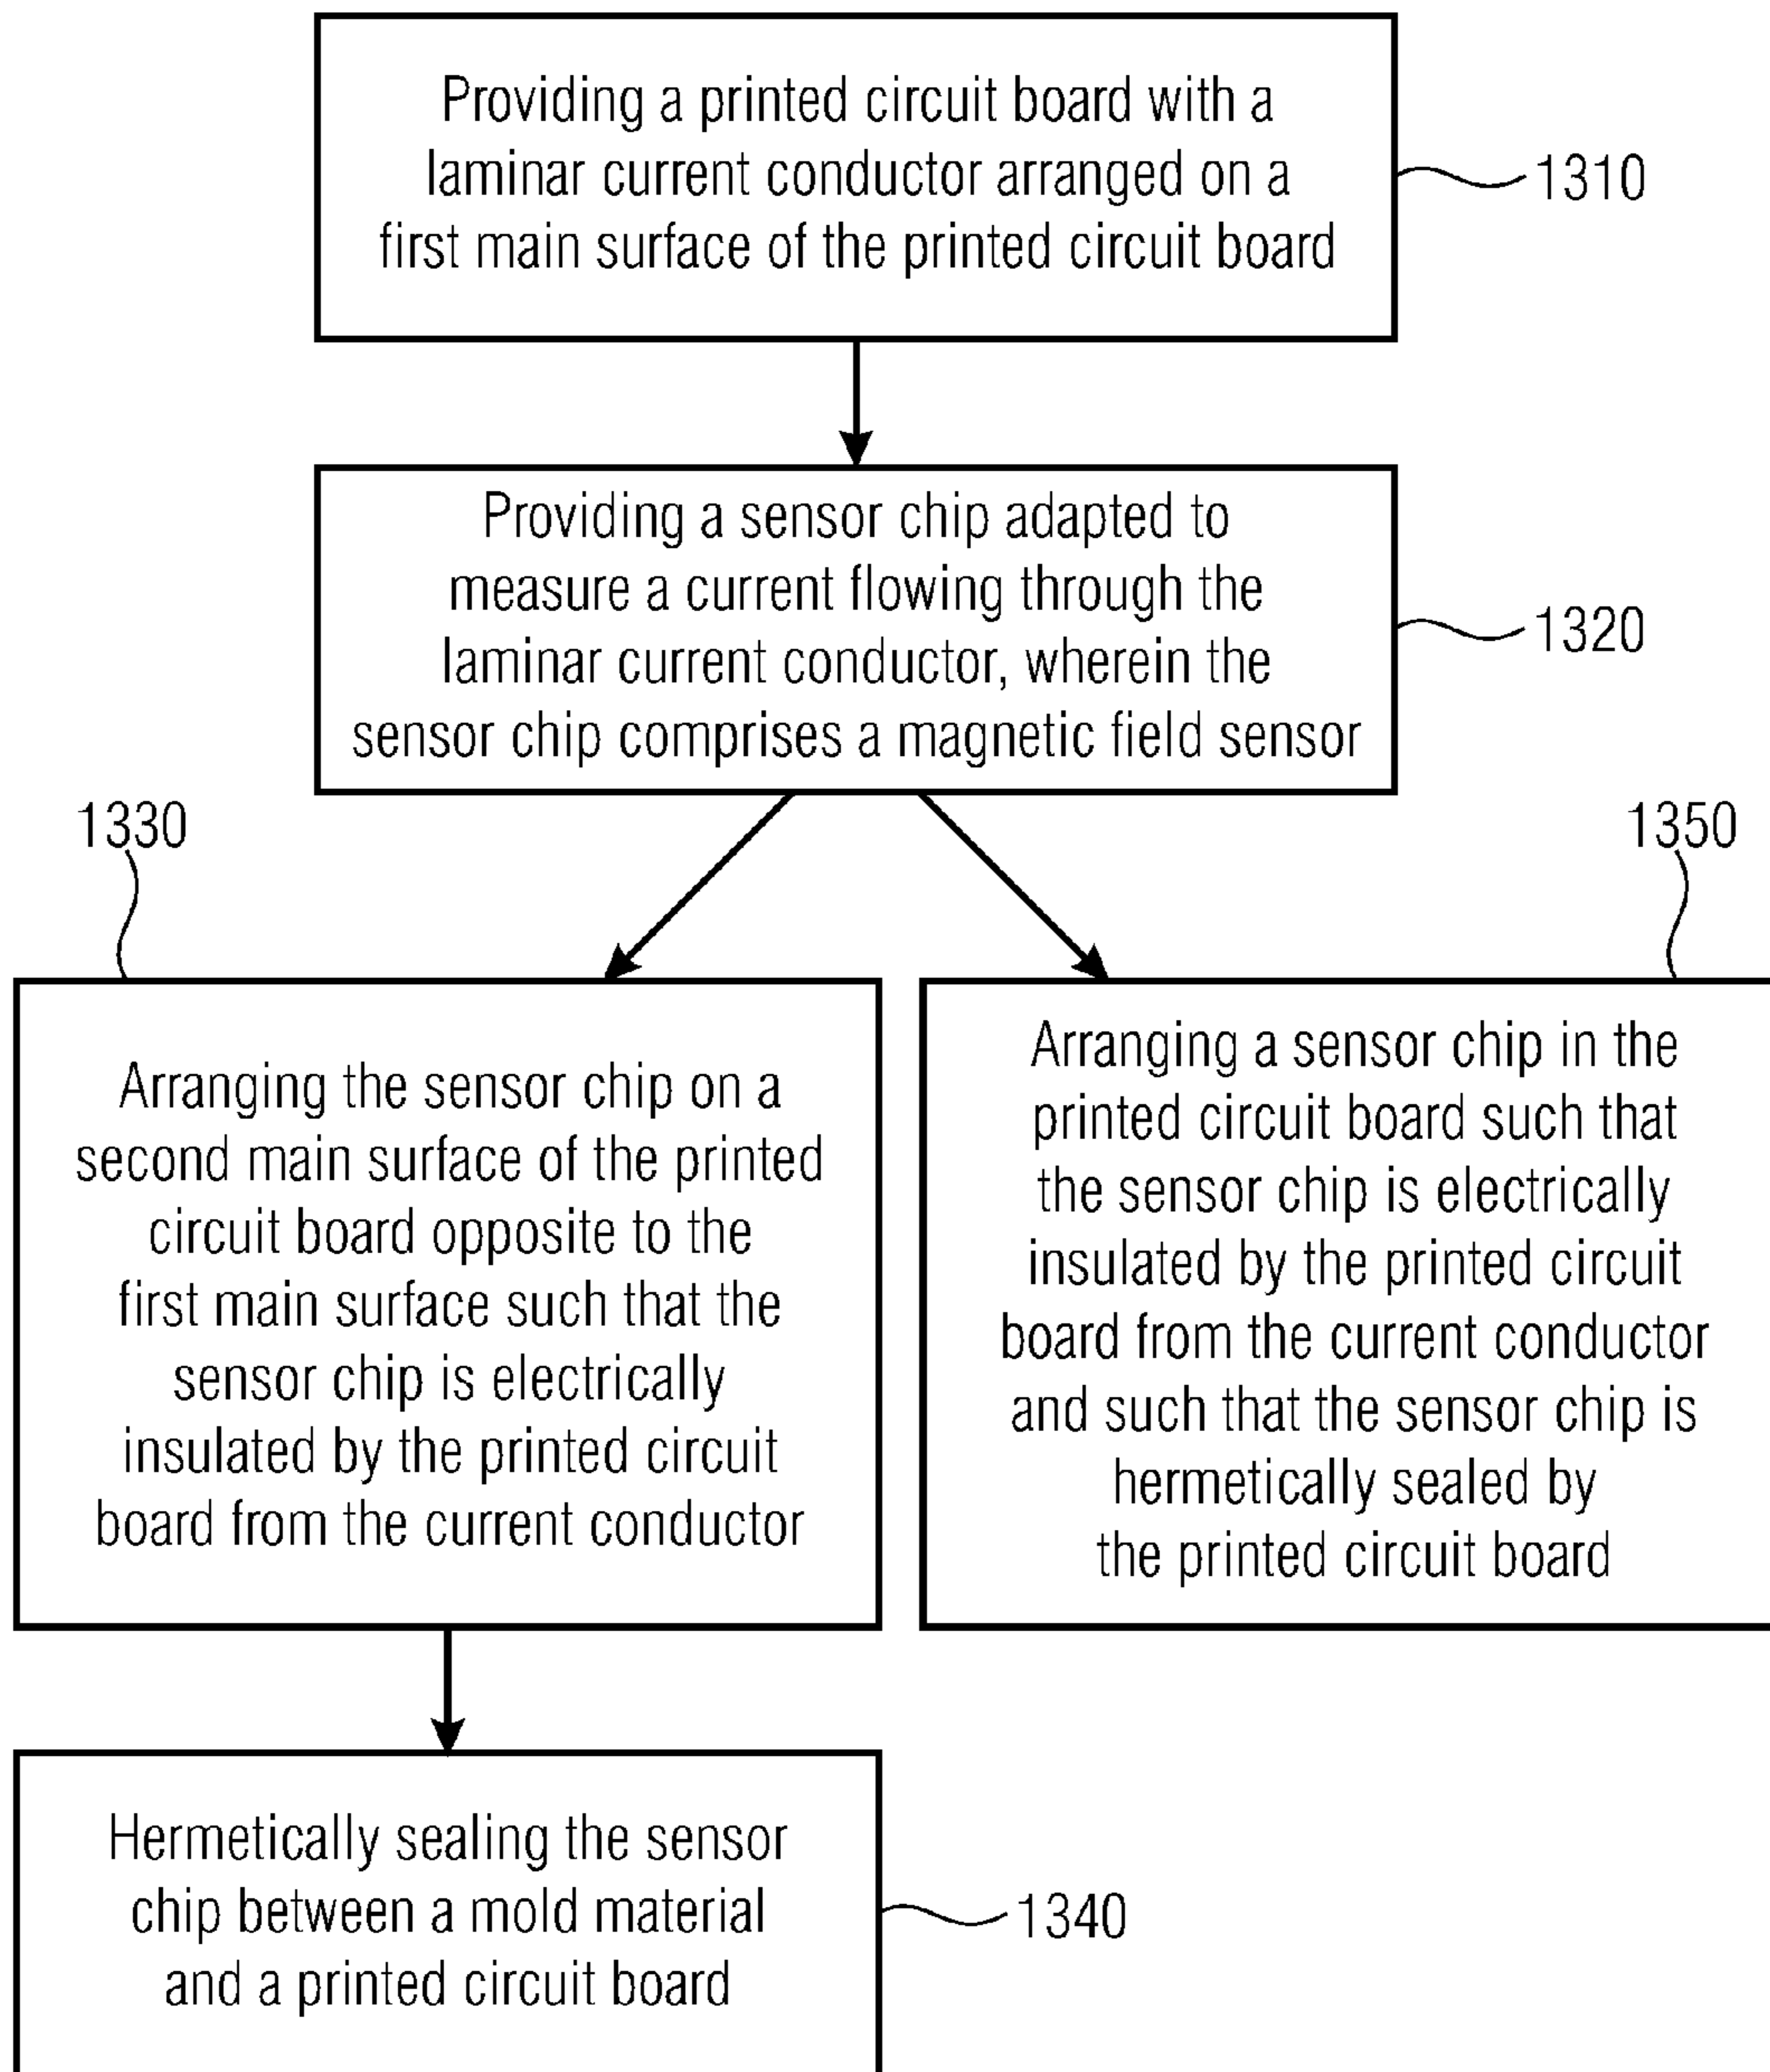 Providing a printed circuit board with a
laminar current conductor arranged on a
first main surface of the printed circuit board
1310
Providing a sensor chip adapted to
measure a current flowing through the
laminar current conductor, wherein the
sensor chip comprises a magnetic field sensor
1320
1330
1350
Arranging the sensor chip on a
second main surface of the printed
circuit board opposite to the
first main surface such that the
sensor chip is electrically
insulated by the printed circuit
board from the current conductor
Arranging a sensor chip in the
printed circuit board such that
the sensor chip is electrically
insulated by the printed circuit
board from the current conductor
and such that the sensor chip is
hermetically sealed by
the printed circuit board
Hermetically sealing the sensor
chip between a mold material
and a printed circuit board
1340